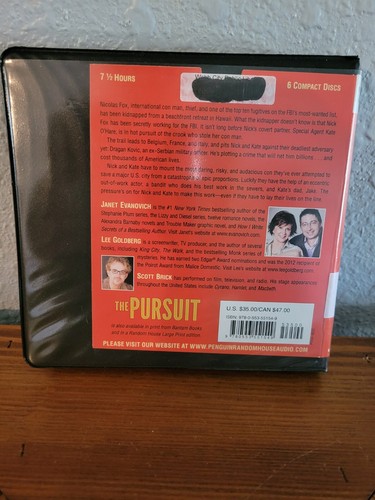 7 ½ HOURS
6 COMPACT DISCS
Nicolas Fox, international con man, thief, and one of the top ten fugitives on the FBI's most-wanted list,
has been kidnapped from a beachfront retreat in Hawaii. What the kidnapper doesn't know is that Nick
Fox has been secretly working for the FBI. It isn't long before Nick's covert partner, Special Agent Kate
O'Hare, is in hot pursuit of the crook who stole her con man.
The trail leads to Belgium, France, and Italy, and pits Nick and Kate against their deadliest adversary
yet: Dragan Kovic, an ex-Serbian military officer. He's plotting a crime that will net him billions . . . and
cost thousands of American lives.
Nick and Kate have to mount the most daring, risky, and audacious con they've ever attempted to
save a major U.S. city from a catastrophe of epic proportions. Luckily they have the help of an eccentric
out-of-work actor, a bandit who does his best work in the sewers, and Kate's dad, Jake. The
pressure's on for Nick and Kate to make this work—even if they have to lay their lives on the line.
JANET EVANOVICH is the #1 New York Times bestselling author of the
Stephanie Plum series, the Lizzy and Diesel series, twelve romance novels, the
Alexandra Barnaby novels and Trouble Maker graphic novel, and How I Write:
Secrets of a Bestselling Author. Visit Janet's website at www.evanovich.com.
LEE GOLDBERG is a screenwriter, TV producer, and the author of several
books, including King City, The Walk, and the bestselling Monk series of
mysteries. He has earned two Edgar® Award nominations and was the 2012 recipient of
the Poirot Award from Malice Domestic. Visit Lee's website at www.leegoldberg.com.
SCOTT BRICK has performed on film, television, and radio. His stage appearances
throughout the United States include Cyrano, Hamlet, and Macbeth.
THE PURSUIT
is also available in print from Bantam Books
and in a Random House Large Print edition.
U.S. $35.00/CAN $47.00
PLEASE VISIT OUR WEBSITE AT WWW.PENGUINRANDOMHOUSEAUDIO.COM